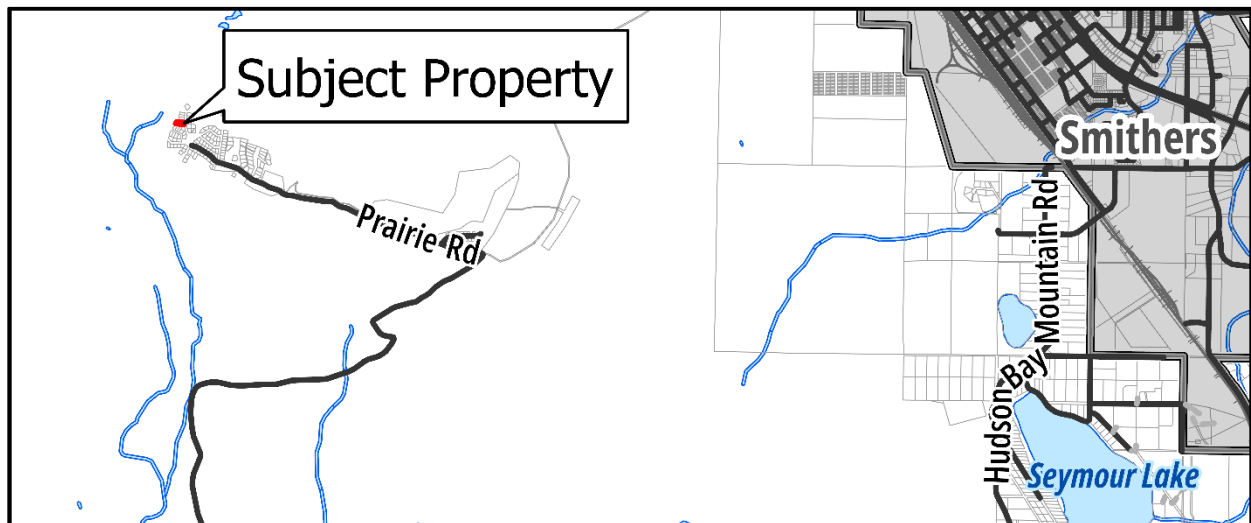 Subject Property
Smithers
Prairie Rd
Hudson Bay Mountain Rd
Seymour Lake